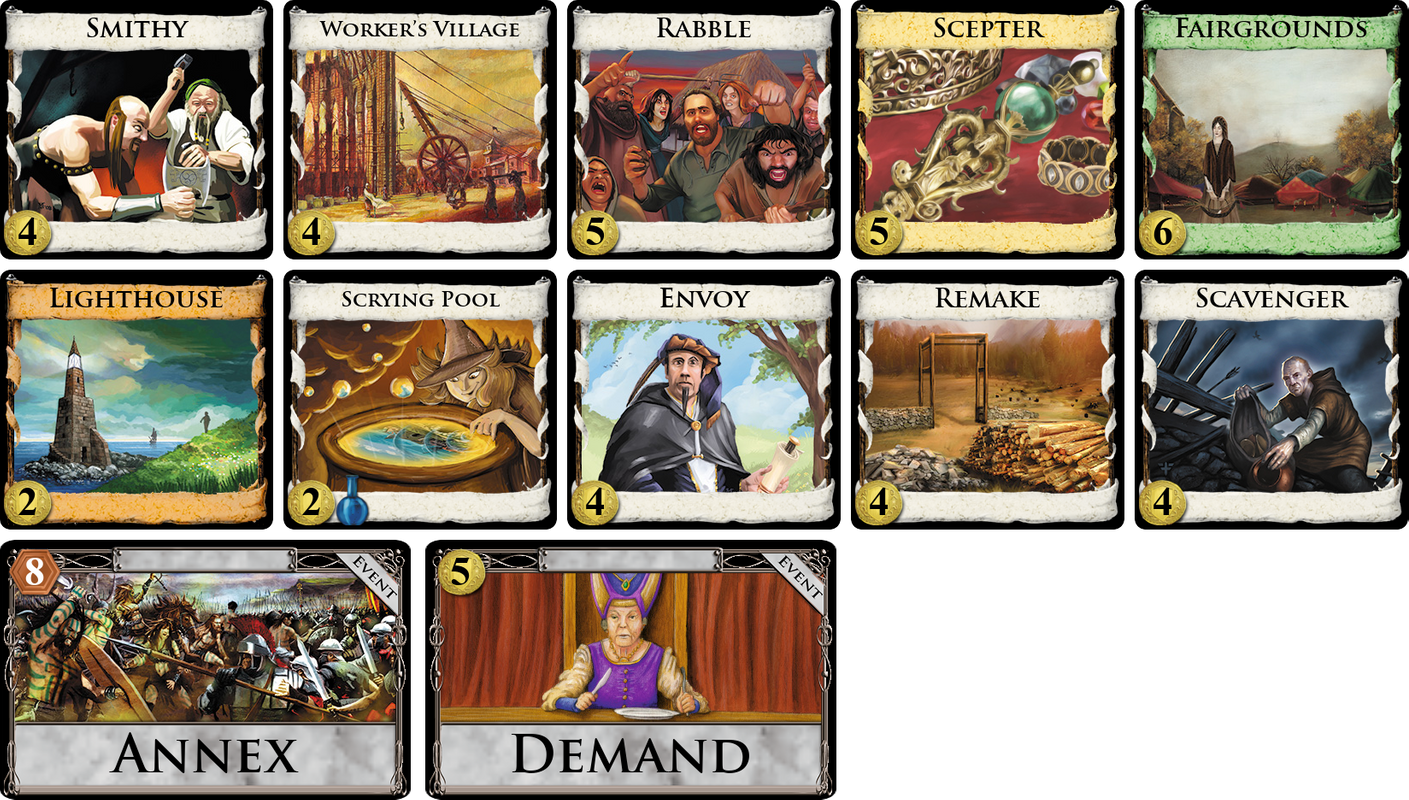 Smithy
4
Worker's Village
4
Rabble
5
Scepter
5
Fairgrounds
6
Lighthouse
2
Scrying Pool
2
Envoy
4
Remake
4
Scavenger
4
8
Event
Annex
5
Event
Demand